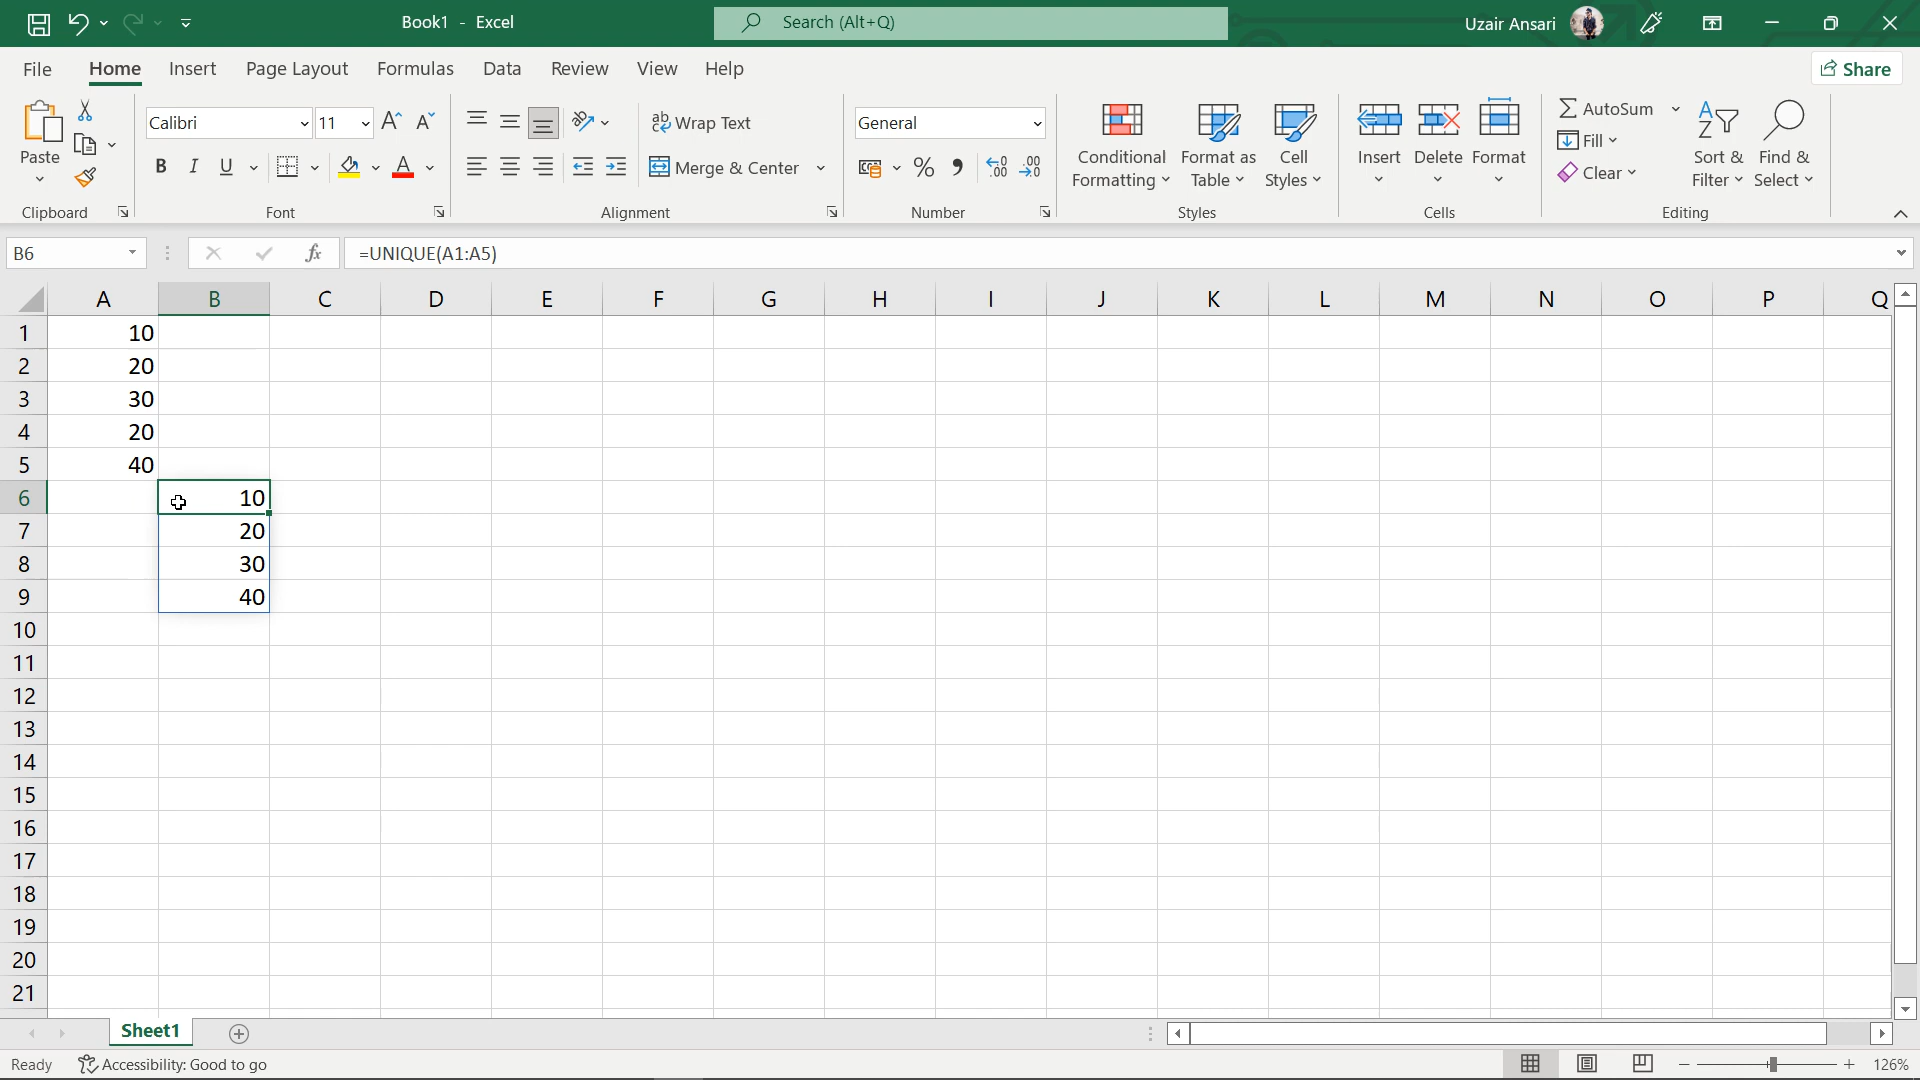 Book1 - Excel
Search (Alt+Q)
Uzair Ansari
File Home Insert Page Layout Formulas Data Review View Help
Share
Paste
Clipboard
Calibri 11
B I U A
Font
Wrap Text
Merge & Center
Alignment
General
%
Number
Conditional Formatting
Format as Table
Cell Styles
Styles
Insert Delete Format
Cells
AutoSum
Fill
Clear
Sort & Filter
Find & Select
Editing
B6 fx =UNIQUE(A1:A5)
A B C D E F G H I J K L M N O P Q
1 10
2 20
3 30
4 20
5 40
6 10
7 20
8 30
9 40
10
11
12
13
14
15
16
17
18
19
20
21
Sheet1
Ready Accessibility: Good to go 126%